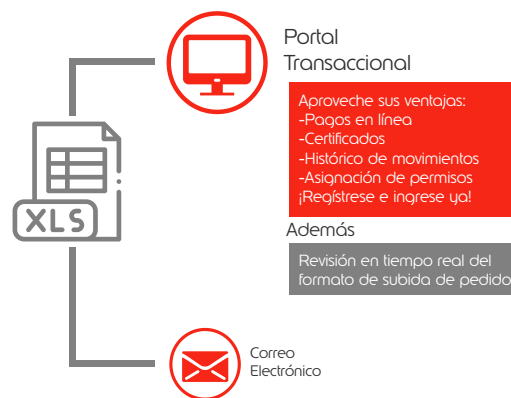 Portal
Transaccional
Aproveche sus ventajas:
-Pagos en línea
-Certificados
-Histórico de movimientos
-Asignación de permisos
¡Regístrese e ingrese ya!
XLS
Además
Revisión en tiempo real del
formato de subida de pedido
Correo
Electrónico